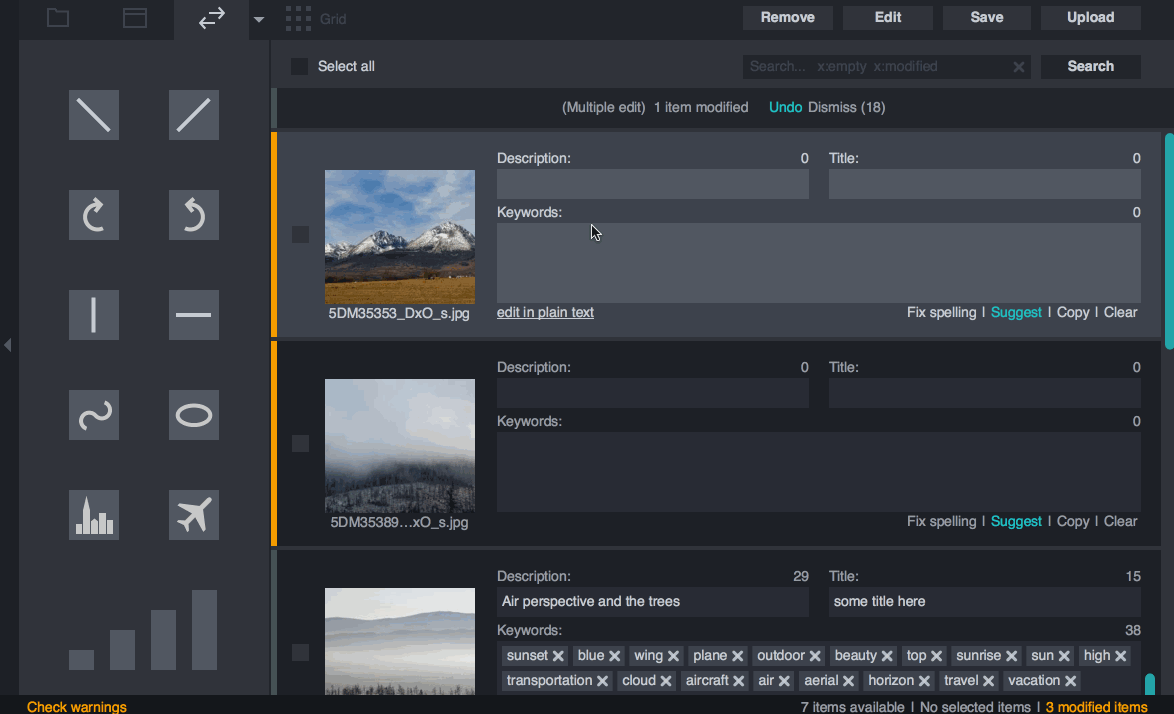 Grid
Remove Edit Save Upload
Select all
Search... x:empty x:modified
Search
(Multiple edit) 1 item modified Undo Dismiss (18)
Description: 0 Title: 0
Keywords: 0
5DM35353_DxO_s.jpg
edit in plain text
Fix spelling | Suggest | Copy | Clear
Description: 0 Title: 0
Keywords: 0
5DM35389...xO_s.jpg
Fix spelling | Suggest | Copy | Clear
Description: 29 Title: 15
Air perspective and the trees some title here
Keywords: 38
sunset blue wing plane outdoor beauty top sunrise sun high
transportation cloud aircraft air aerial horizon travel vacation
Check warnings
7 items available | No selected items | 3 modified items